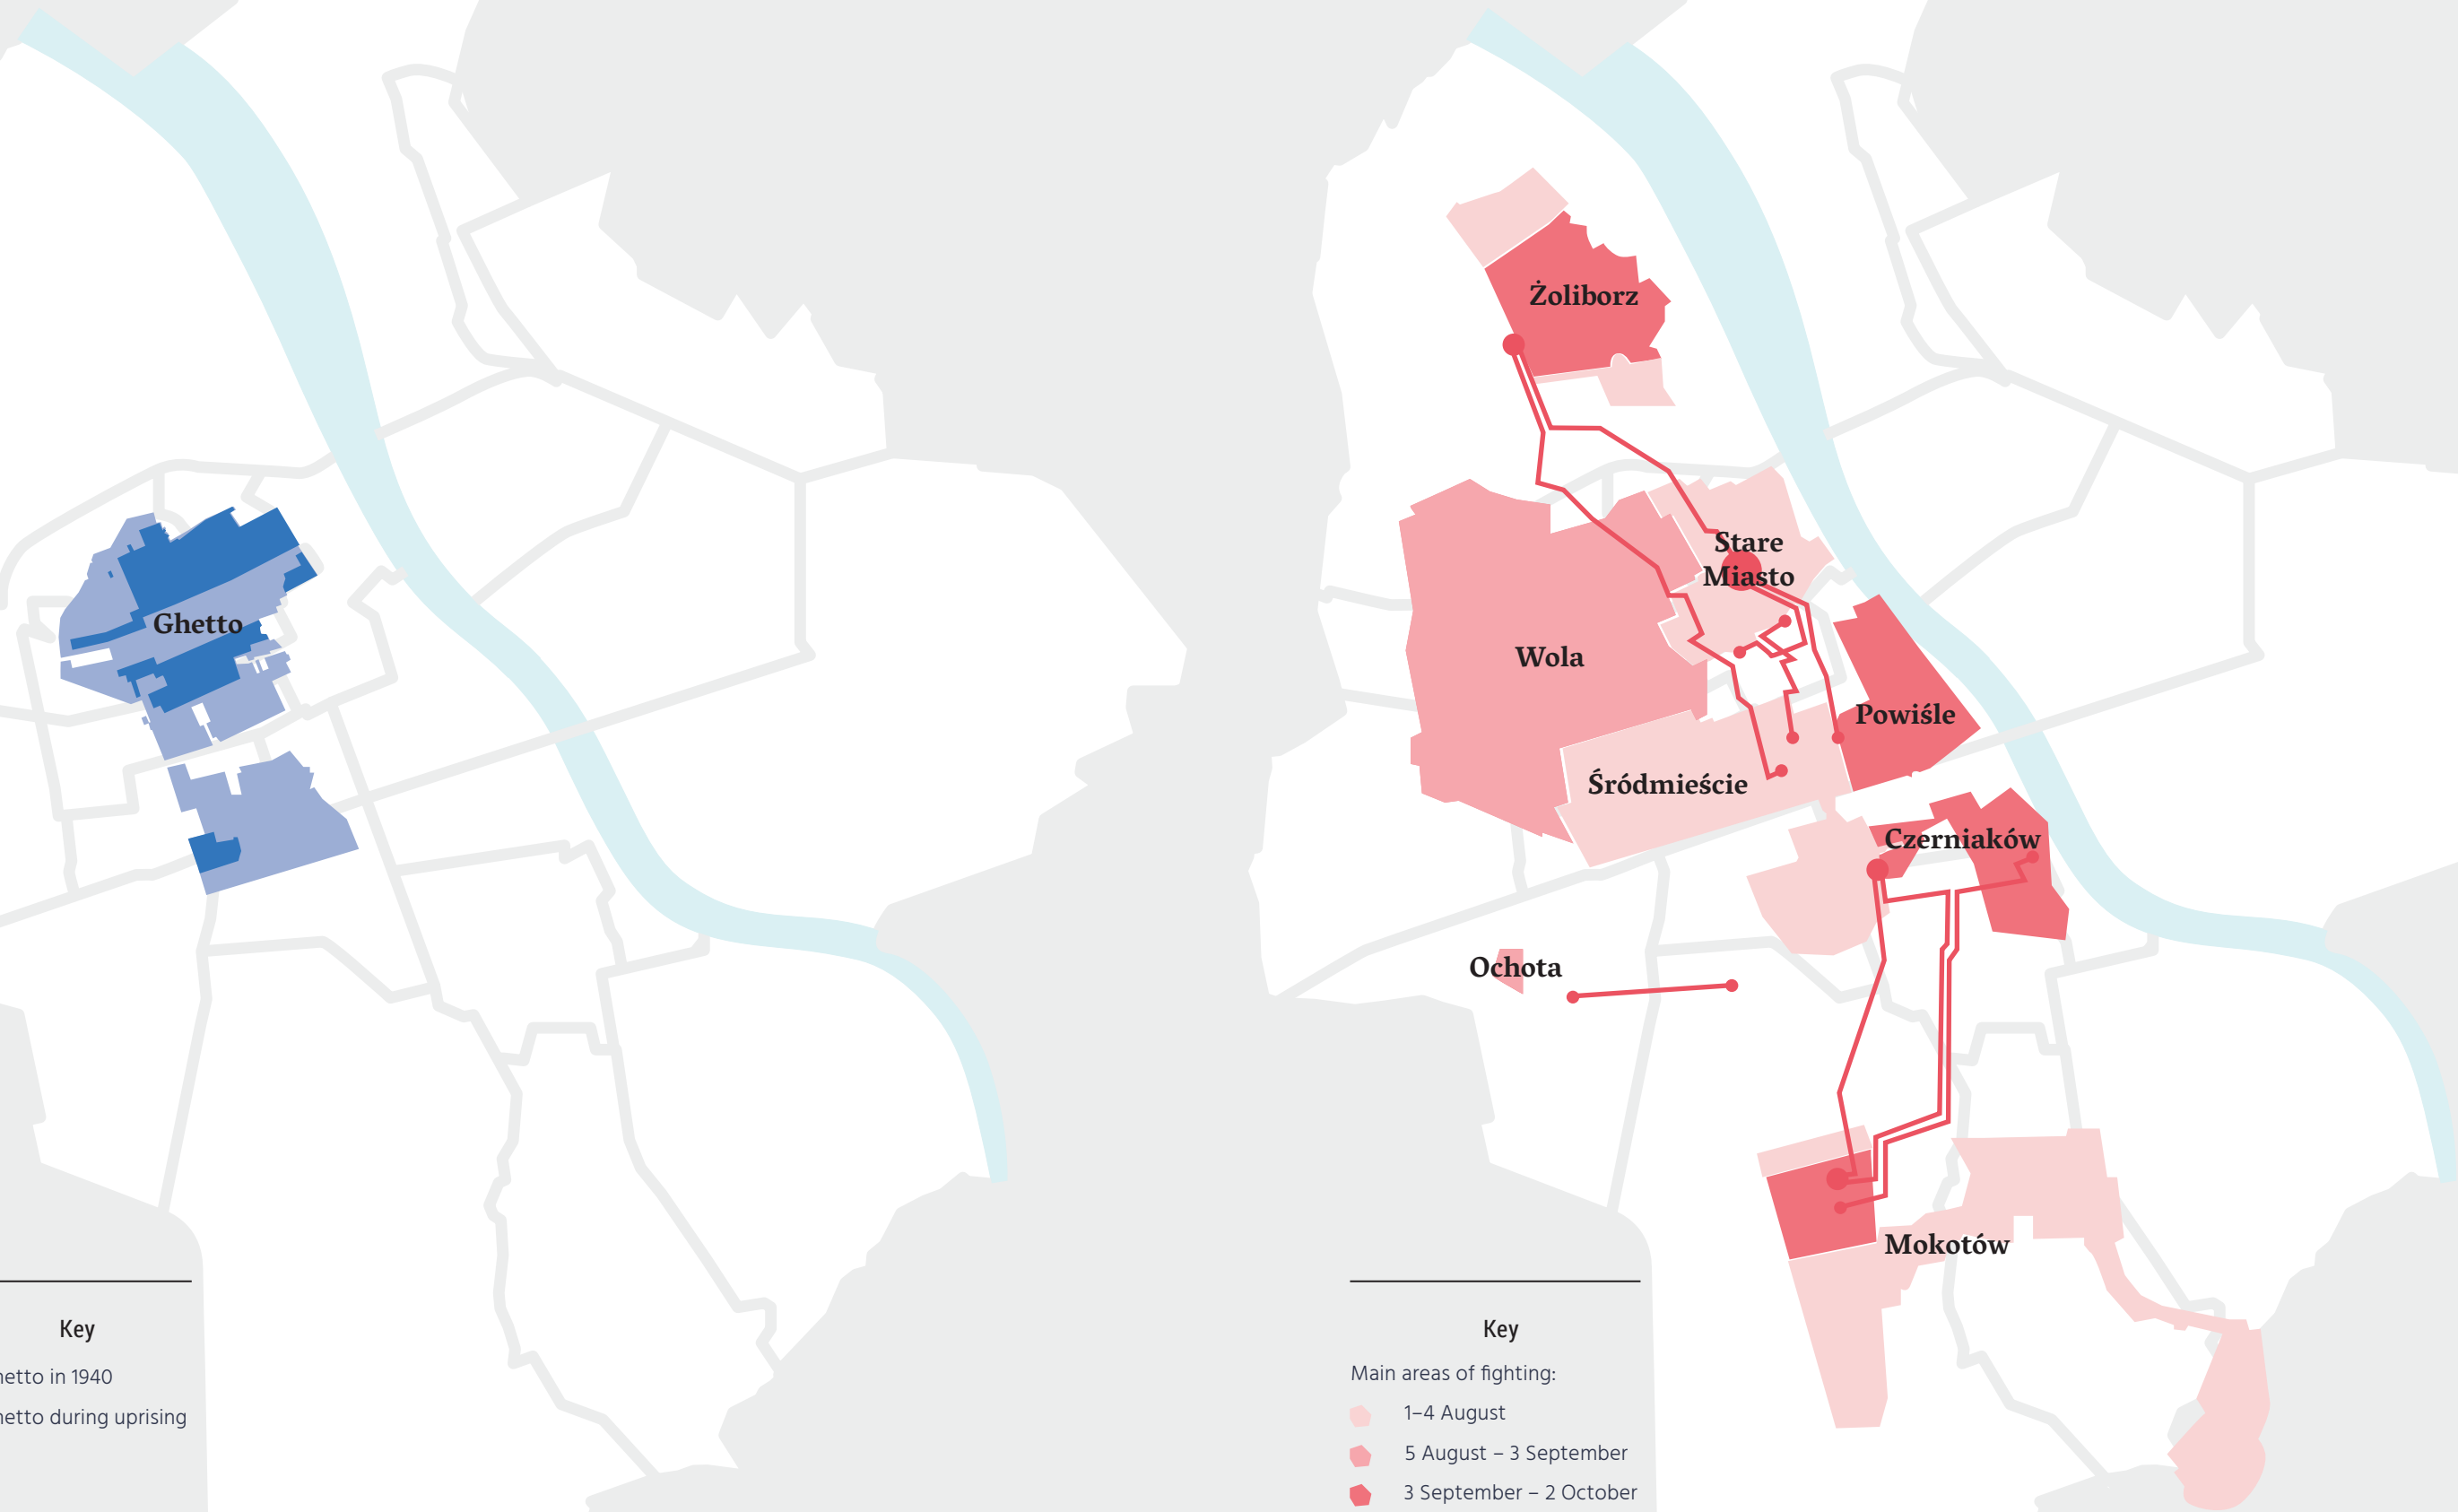 Ghetto
Key
hetto in 1940
hetto during uprising
Żoliborz
Stare
Miasto
Wola
Powiśle
Śródmieście
Czerniaków
Ochota
Mokotów
Key
Main areas of fighting:
1–4 August
5 August – 3 September
3 September – 2 October